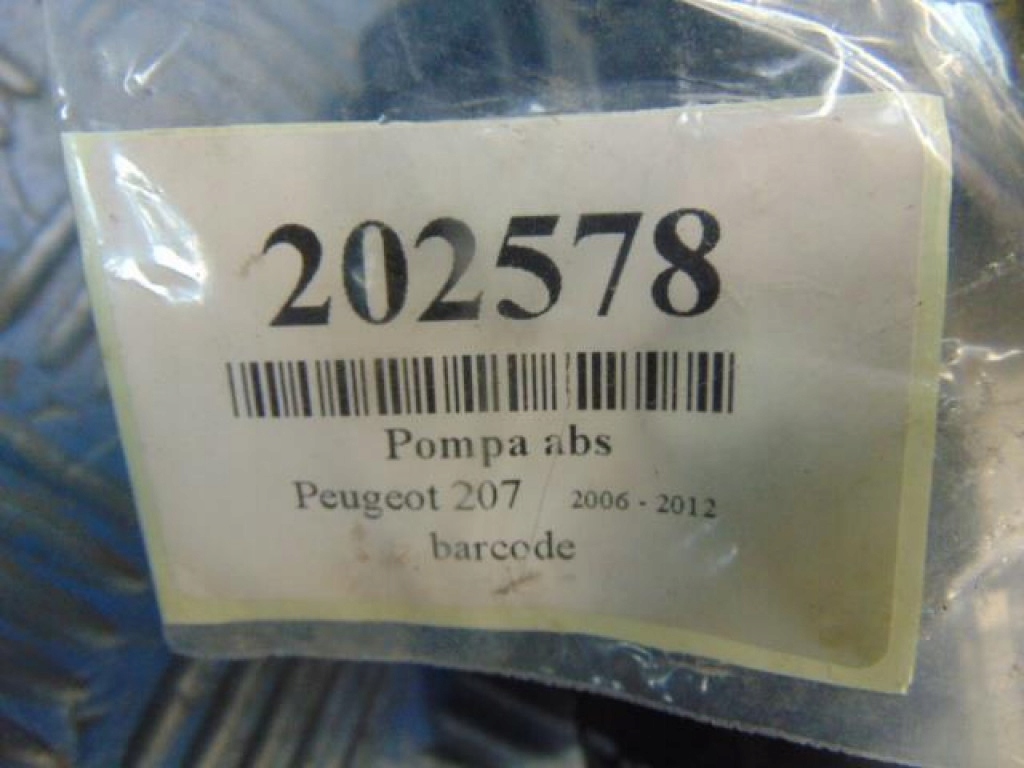 202578
Pompa abs
Peugeot 207 2006 - 2012
barcode